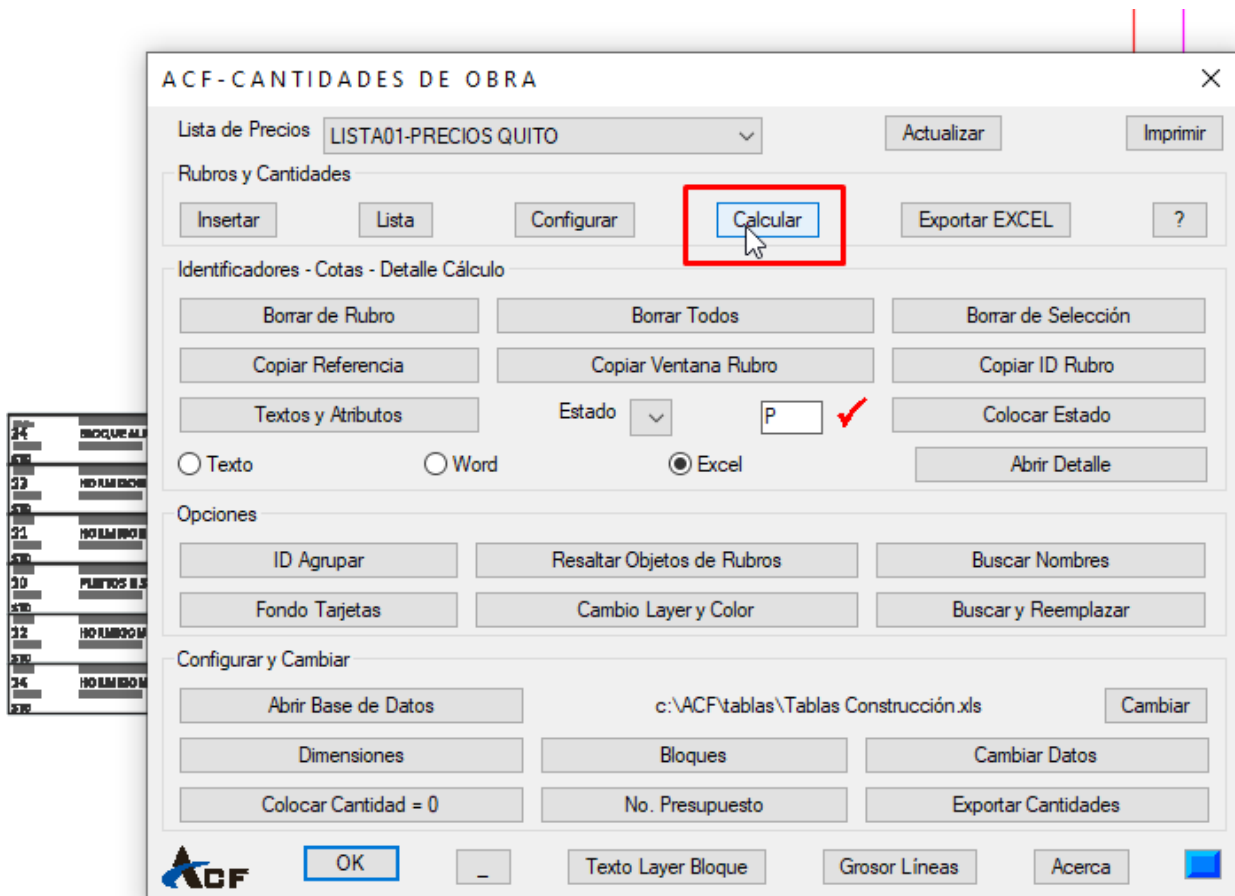 ACF-CANTIDADES DE OBRA
Lista de Precios LISTA01-PRECIOS QUITO Actualizar Imprimir
Rubros y Cantidades
Insertar Lista Configurar Calcular Exportar EXCEL ?
Identificadores - Cotas - Detalle Cálculo
Borrar de Rubro Borrar Todos Borrar de Selección
Copiar Referencia Copiar Ventana Rubro Copiar ID Rubro
Textos y Atributos Estado P Colocar Estado
Texto Word Excel Abrir Detalle
Opciones
ID Agrupar Resaltar Objetos de Rubros Buscar Nombres
Fondo Tarjetas Cambio Layer y Color Buscar y Reemplazar
Configurar y Cambiar
Abrir Base de Datos c:\ACF\tablas\Tablas Construcción.xls Cambiar
Dimensiones Bloques Cambiar Datos
Colocar Cantidad = 0 No. Presupuesto Exportar Cantidades
ACF OK _ Texto Layer Bloque Grosor Líneas Acerca